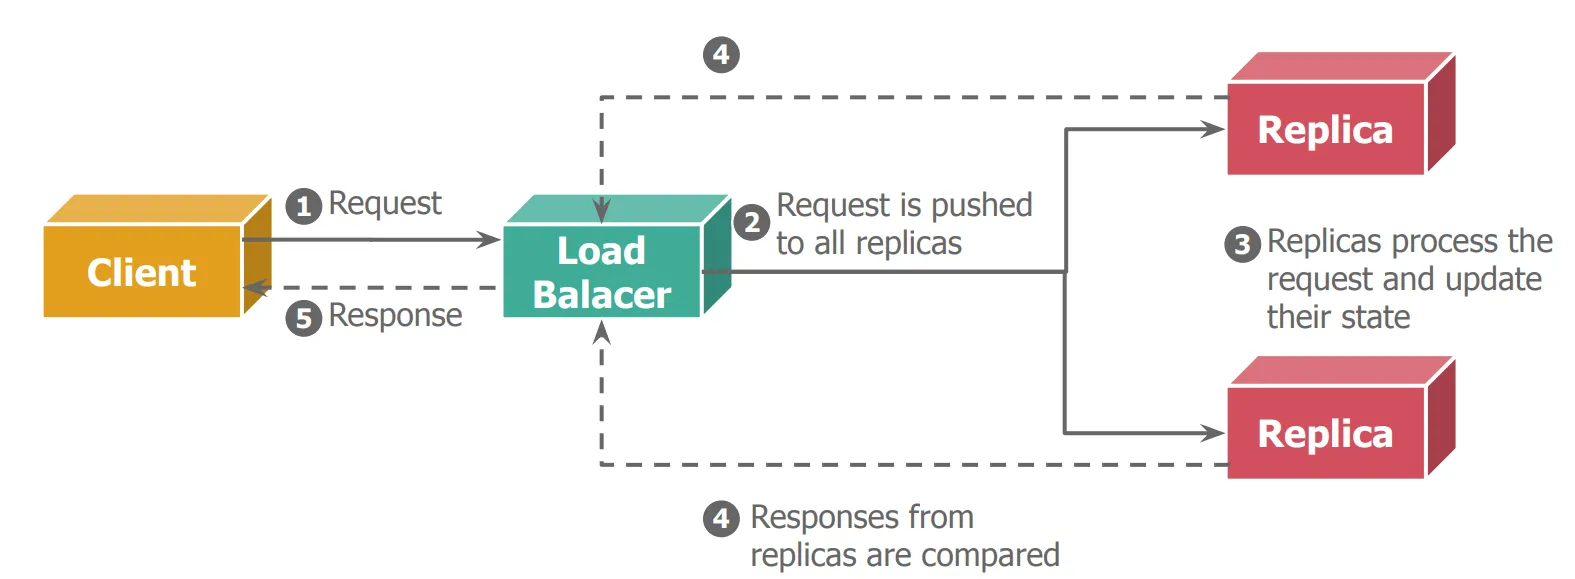 4
Replica
1 Request
Client
Load
Balacer
2 Request is pushed
to all replicas
3 Replicas process the
request and update
their state
5 Response
Replica
4 Responses from
replicas are compared